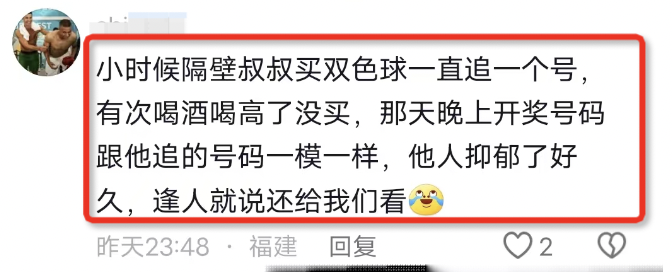 小时候隔壁叔叔买双色球一直追一个号，
有次喝酒喝高了没买，那天晚上开奖号码
跟他追的号码一模一样，他人抑郁了好
久，逢人就说还给我们看😂
昨天23:48 · 福建 回复 2